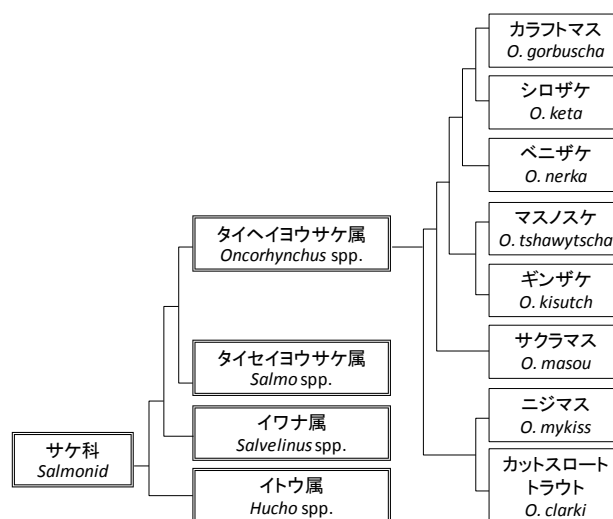 サケ科
Salmonid
タイヘイヨウサケ属
Oncorhynchus spp.
タイセイヨウサケ属
Salmo spp.
イワナ属
Salvelinus spp.
イトウ属
Hucho spp.
カラフトマス
O. gorbuscha
シロザケ
O. keta
ベニザケ
O. nerka
マスノスケ
O. tshawytscha
ギンザケ
O. kisutch
サクラマス
O. masou
ニジマス
O. mykiss
カットスロート
トラウト
O. clarki